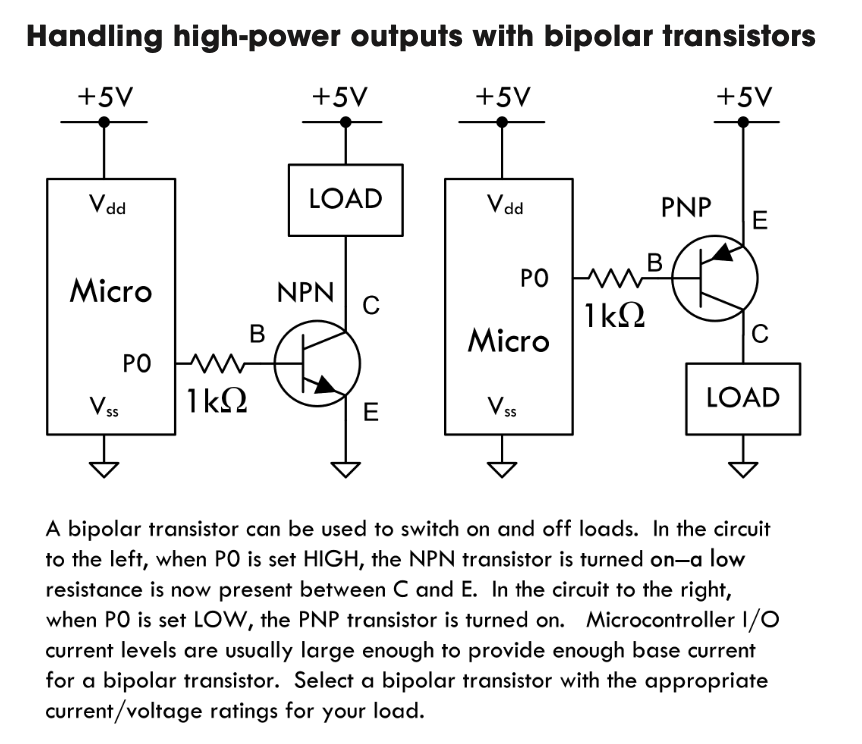 Handling high-power outputs with bipolar transistors
+5V
+5V
+5V
+5V
Vdd
LOAD
Vdd
PNP
E
Micro
NPN
C
P0
B
1kΩ
B
P0
1kΩ
Micro
C
Vss
E
Vss
LOAD
A bipolar transistor can be used to switch on and off loads. In the circuit
to the left, when P0 is set HIGH, the NPN transistor is turned on—a low
resistance is now present between C and E. In the circuit to the right,
when P0 is set LOW, the PNP transistor is turned on. Microcontroller I/O
current levels are usually large enough to provide enough base current
for a bipolar transistor. Select a bipolar transistor with the appropriate
current/voltage ratings for your load.